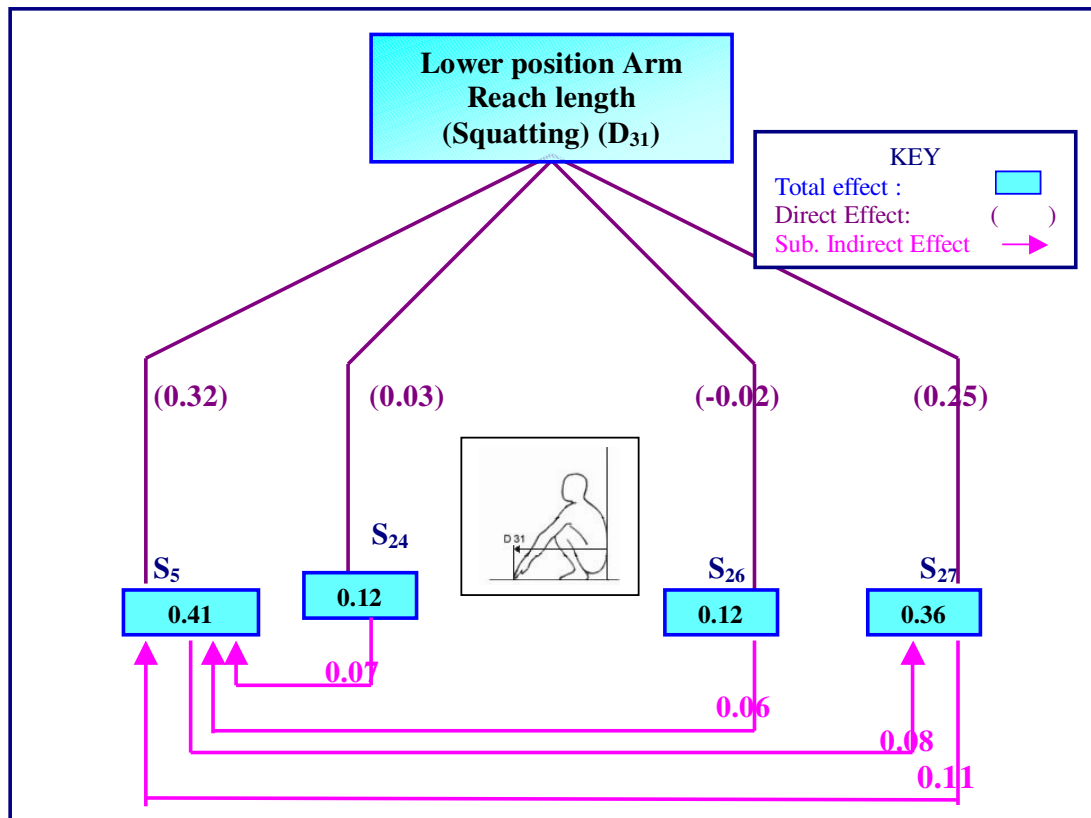 Lower position Arm
Reach length
(Squatting) (D₃₁)
KEY
Total effect :
Direct Effect: ( )
Sub. Indirect Effect
(0.32) (0.03) (-0.02) (0.25)
D 31
S₅ S₂₄ S₂₆ S₂₇
0.41 0.12 0.12 0.36
0.07
0.06
0.08
0.11